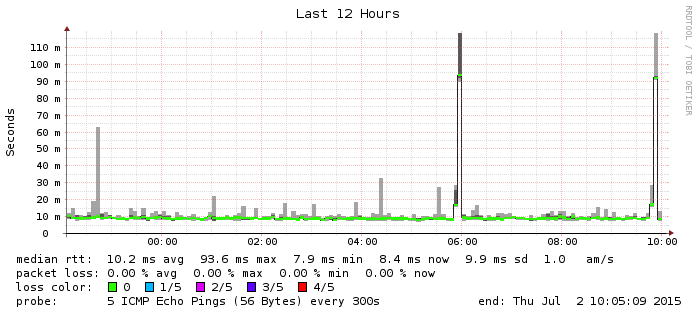 Last 12 Hours
RRDTOOL / TOBI OETIKER
Seconds
110 m
100 m
90 m
80 m
70 m
60 m
50 m
40 m
30 m
20 m
10 m
0
00:00 02:00 04:00 06:00 08:00 10:00
median rtt: 10.2 ms avg 93.6 ms max 7.9 ms min 8.4 ms now 9.9 ms sd 1.0 am/s
packet loss: 0.00 % avg 0.00 % max 0.00 % min 0.00 % now
loss color: 0 1/5 2/5 3/5 4/5
probe: 5 ICMP Echo Pings (56 Bytes) every 300s end: Thu Jul 2 10:05:09 2015